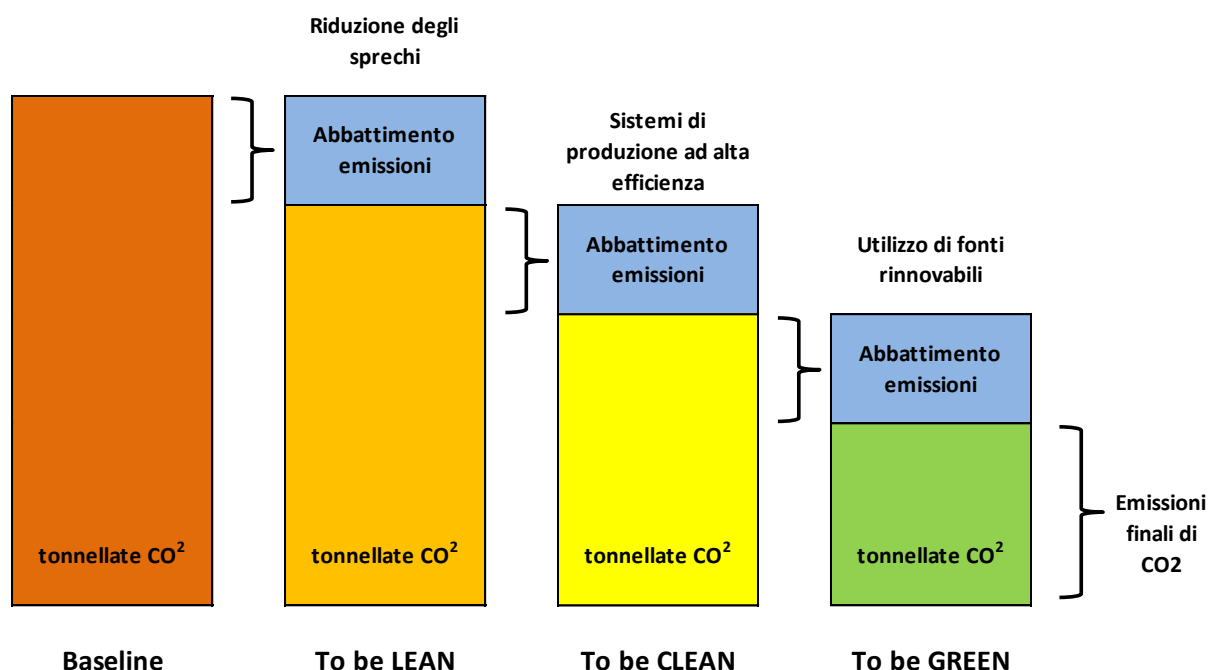 Riduzione degli
sprechi
Abbattimento
emissioni
Sistemi di
produzione ad alta
efficienza
Abbattimento
emissioni
Utilizzo di fonti
rinnovabili
Abbattimento
emissioni
tonnellate CO²
tonnellate CO²
tonnellate CO²
tonnellate CO²
Emissioni
finali di
CO2
Baseline
To be LEAN
To be CLEAN
To be GREEN